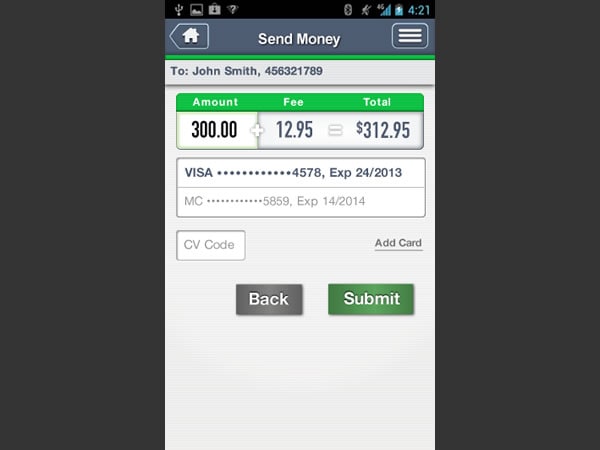 4:21
Send Money
To: John Smith, 456321789
Amount Fee Total
300.00 + 12.95 = $312.95
VISA ••••••••••••4578, Exp 24/2013
MC ••••••••••••5859, Exp 14/2014
CV Code Add Card
Back Submit